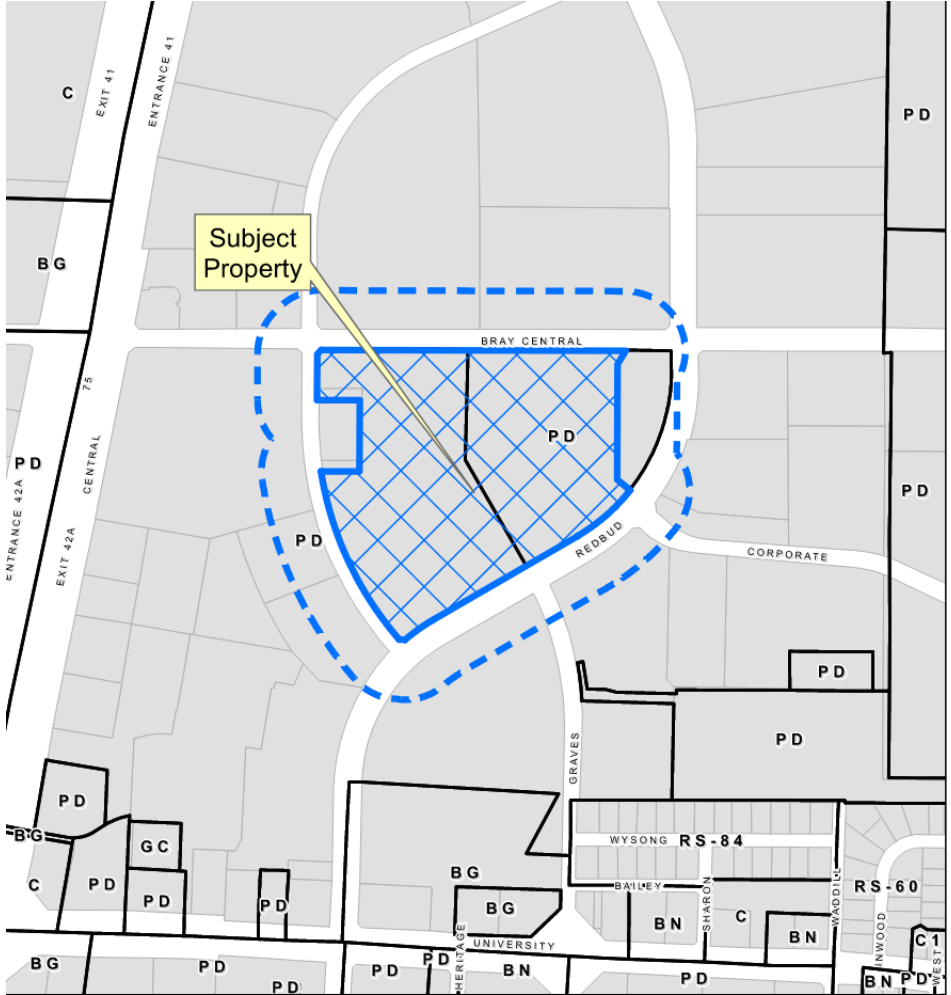 C
EXIT 41
ENTRANCE 41
PD
BG
Subject
Property
BRAY CENTRAL
75
PD
PD
ENTRANCE 42A
CENTRAL
EXIT 42A
PD
PD
REDBUD
CORPORATE
PD
PD
GRAVES
PD
BG
GC
WYSONG
RS-84
C
PD
PD
PD
BG
BG
BAILEY
SHARON
BN
C
BN
WADDILL
RS-60
INWOOD
C1
WEST
UNIVERSITY
HERITAGE
BG
PD
PD
PD
PD
BN
PD
BN
PD